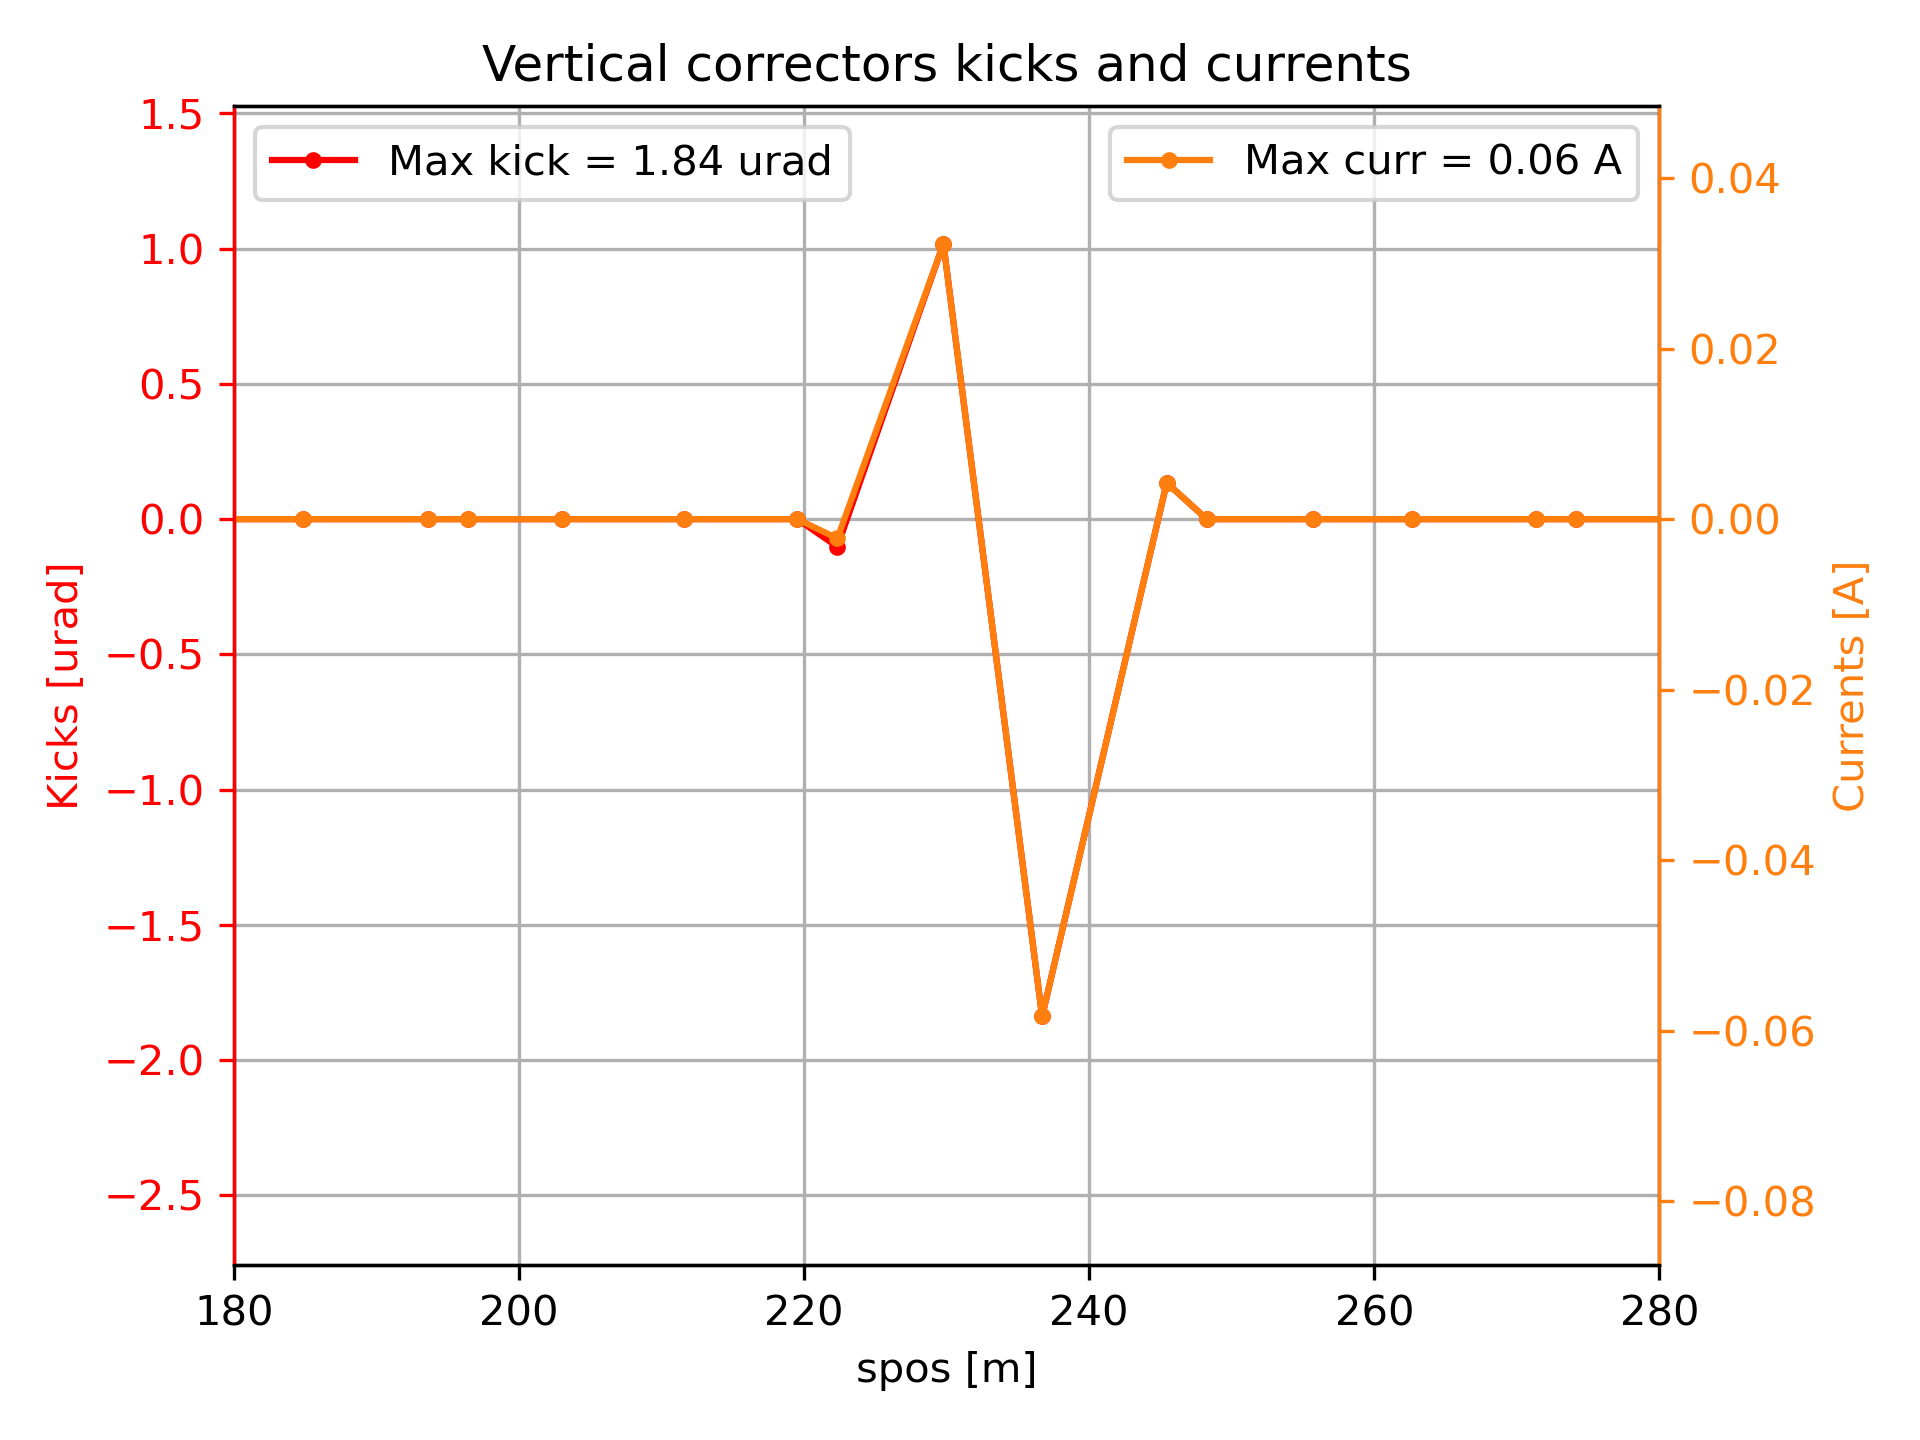 Vertical correctors kicks and currents
Max kick = 1.84 urad
Max curr = 0.06 A
1.5
1.0
0.5
0.0
−0.5
−1.0
−1.5
−2.0
−2.5
Kicks [urad]
0.04
0.02
0.00
−0.02
−0.04
−0.06
−0.08
Currents [A]
180 200 220 240 260 280
spos [m]